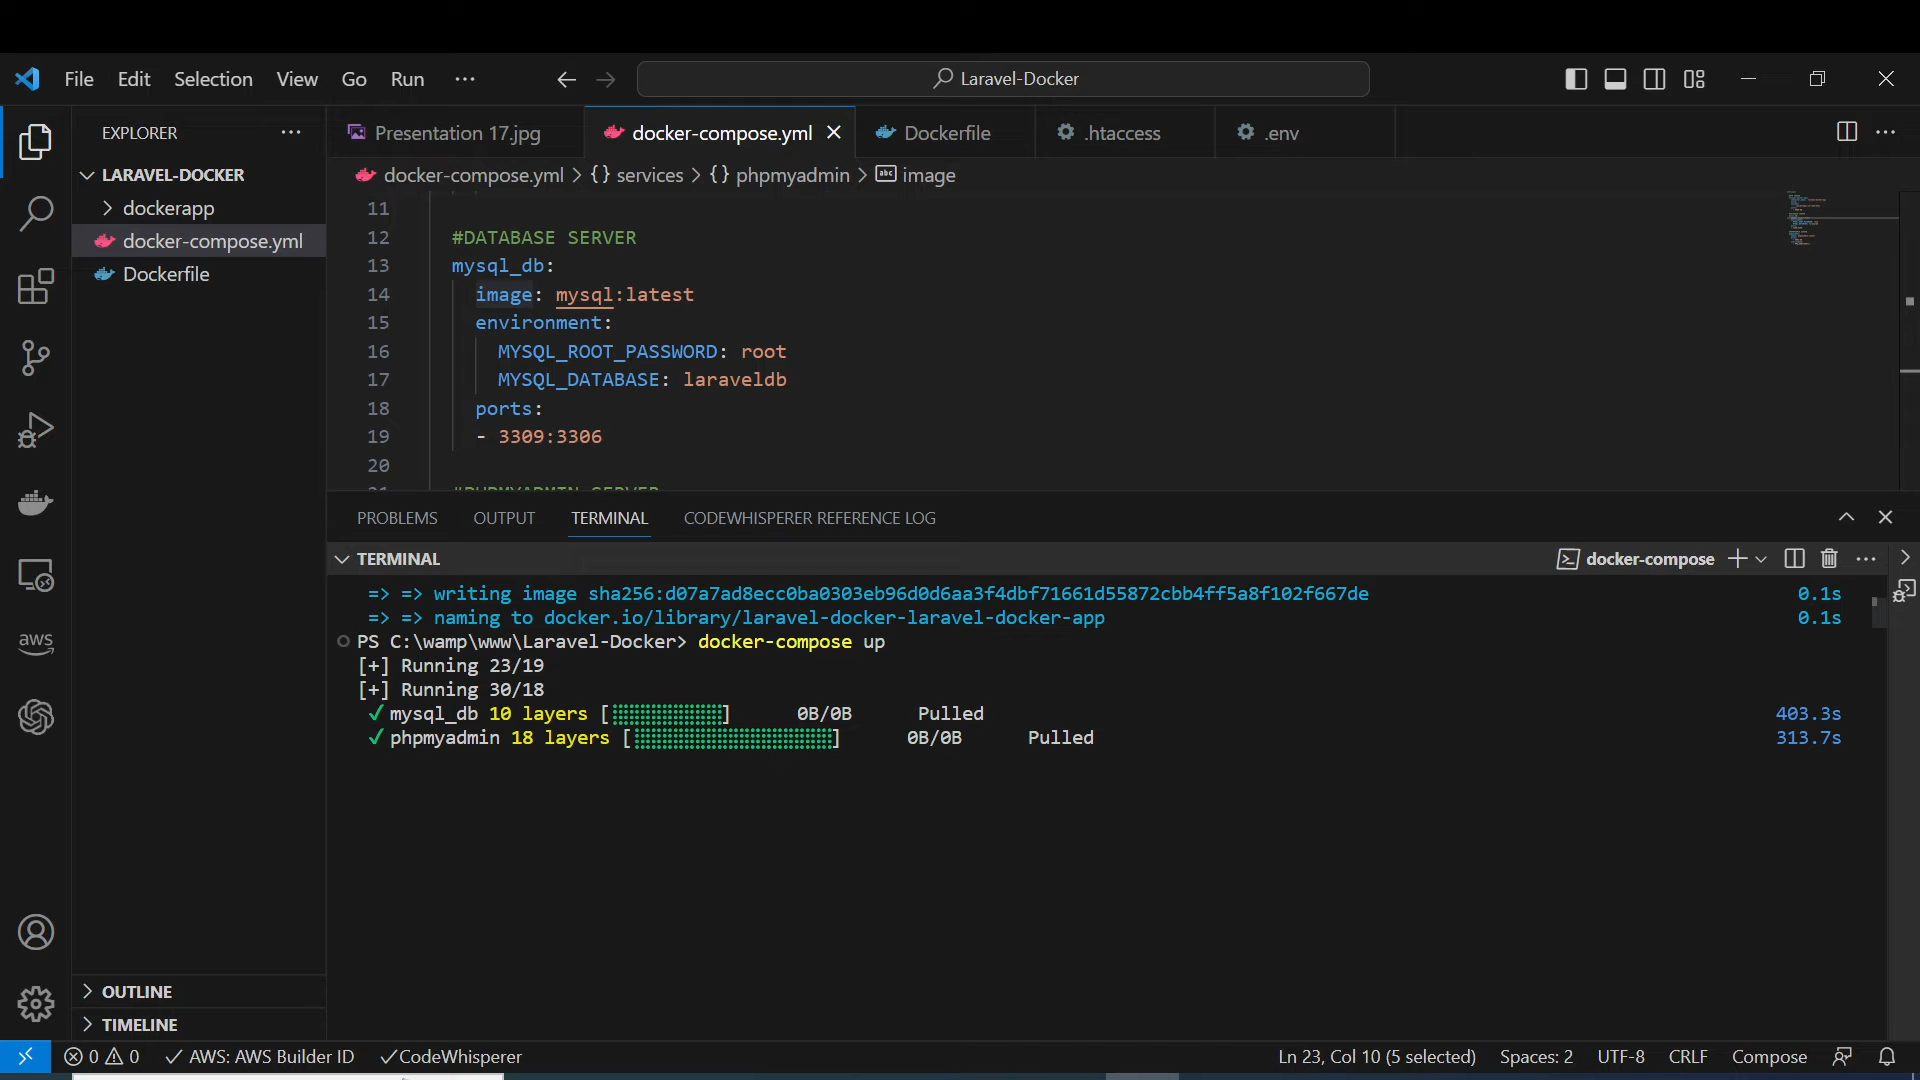 File Edit Selection View Go Run ···
Laravel-Docker
EXPLORER ···
LARAVEL-DOCKER
dockerapp
docker-compose.yml
Dockerfile
OUTLINE
TIMELINE
aws
Presentation 17.jpg docker-compose.yml Dockerfile .htaccess .env
docker-compose.yml > {} services > {} phpmyadmin > abc image
11
12 #DATABASE SERVER
13 mysql_db:
14 image: mysql:latest
15 environment:
16 MYSQL_ROOT_PASSWORD: root
17 MYSQL_DATABASE: laraveldb
18 ports:
19 - 3309:3306
20
21 #PHPMYADMIN SERVER
PROBLEMS OUTPUT TERMINAL CODEWHISPERER REFERENCE LOG
TERMINAL docker-compose
=> => writing image sha256:d07a7ad8ecc0ba0303eb96d0d6aa3f4dbf71661d55872cbb4ff5a8f102f667de 0.1s
=> => naming to docker.io/library/laravel-docker-laravel-docker-app 0.1s
PS C:\wamp\www\Laravel-Docker> docker-compose up
[+] Running 23/19
[+] Running 30/18
✓ mysql_db 10 layers [⣿⣿⣿⣿⣿⣿⣿⣿⣿⣿] 0B/0B Pulled 403.3s
✓ phpmyadmin 18 layers [⣿⣿⣿⣿⣿⣿⣿⣿⣿⣿⣿⣿⣿⣿⣿⣿⣿⣿] 0B/0B Pulled 313.7s
0 0 AWS: AWS Builder ID CodeWhisperer Ln 23, Col 10 (5 selected) Spaces: 2 UTF-8 CRLF Compose